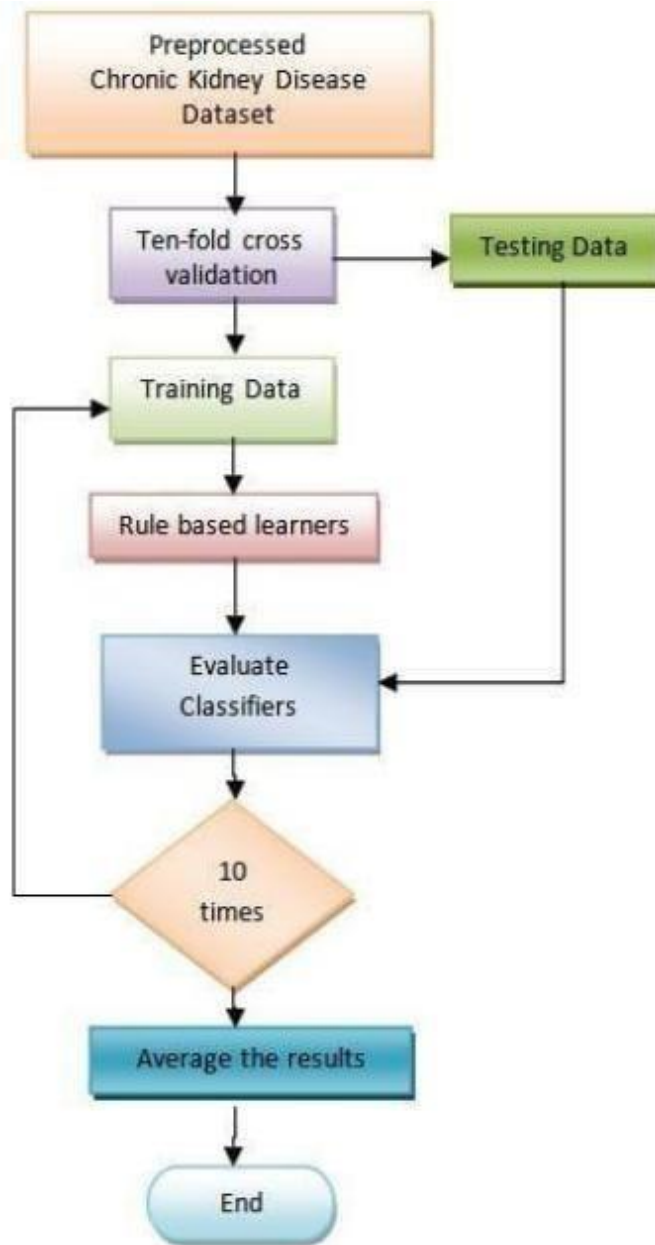 Preprocessed
Chronic Kidney Disease
Dataset
Ten-fold cross
validation
Testing Data
Training Data
Rule based learners
Evaluate
Classifiers
10
times
Average the results
End